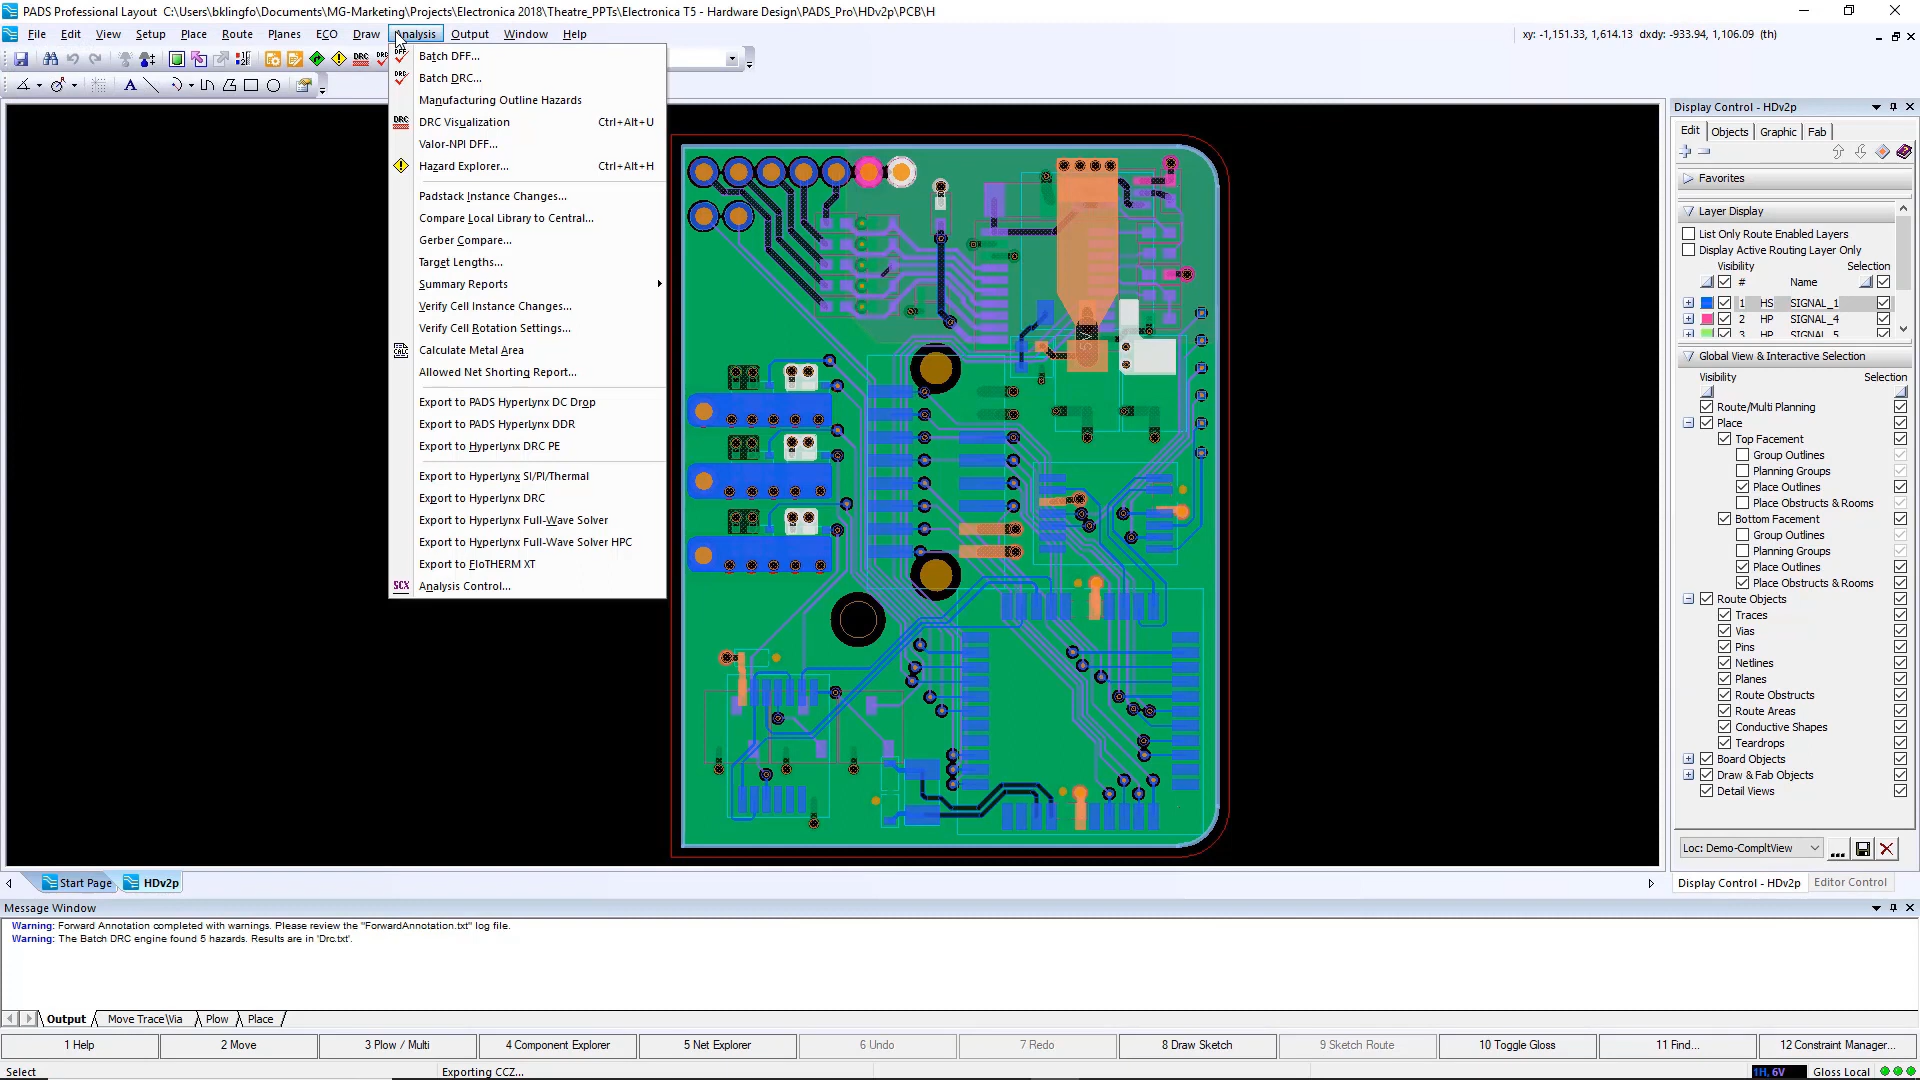 PADS Professional Layout  C:\Users\bklingfo\Documents\MG-Marketing\Projects\Electronica 2018\Theatre_PPTs\Electronica T5 - Hardware Design\PADS_Pro\HDv2p\PCB\H
File Edit View Setup Place Route Planes ECO Draw Analysis Output Window Help
xy: -1,151.33, 1,614.13  dxdy: -933.94, 1,106.09  (th)
Batch DFF...
Batch DRC...
Manufacturing Outline Hazards
DRC Visualization Ctrl+Alt+U
Valor-NPI DFF...
Hazard Explorer... Ctrl+Alt+H
Padstack Instance Changes...
Compare Local Library to Central...
Gerber Compare...
Target Lengths...
Summary Reports
Verify Cell Instance Changes...
Verify Cell Rotation Settings...
Calculate Metal Area
Allowed Net Shorting Report...
Export to PADS HyperLynx DC Drop
Export to PADS HyperLynx DDR
Export to HyperLynx DRC PE
Export to HyperLynx SI/PI/Thermal
Export to HyperLynx DRC
Export to HyperLynx Full-Wave Solver
Export to HyperLynx Full-Wave Solver HPC
Export to FloTHERM XT
SCX Analysis Control...
Display Control - HDv2p
Edit Objects Graphic Fab
Favorites
Layer Display
List Only Route Enabled Layers
Display Active Routing Layer Only
Visibility Selection
# Name
1 HS SIGNAL_1
2 HP SIGNAL_4
3 HP SIGNAL_5
Global View & Interactive Selection
Visibility Selection
Route/Multi Planning
Place
Top Facement
Group Outlines
Planning Groups
Place Outlines
Place Obstructs & Rooms
Bottom Facement
Group Outlines
Planning Groups
Place Outlines
Place Obstructs & Rooms
Route Objects
Traces
Vias
Pins
Netlines
Planes
Route Obstructs
Route Areas
Conductive Shapes
Teardrops
Board Objects
Draw & Fab Objects
Detail Views
Loc: Demo-CompltView
Display Control - HDv2p Editor Control
Start Page HDv2p
Message Window
Warning: Forward Annotation completed with warnings. Please review the "ForwardAnnotation.txt" log file.
Warning: The Batch DRC engine found 5 hazards. Results are in 'Drc.txt'.
Output Move Trace\Via Plow Place
1 Help 2 Move 3 Plow / Multi 4 Component Explorer 5 Net Explorer 6 Undo 7 Redo 8 Draw Sketch 9 Sketch Route 10 Toggle Gloss 11 Find... 12 Constraint Manager...
Select Exporting CCZ... 1H, 6V Gloss Local